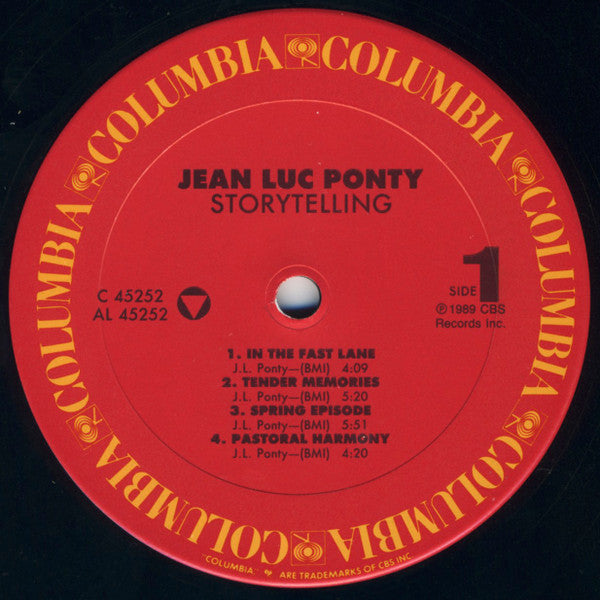 COLUMBIA COLUMBIA COLUMBIA COLUMBIA COLUMBIA COLUMBIA
JEAN LUC PONTY
STORYTELLING
C 45252
AL 45252
SIDE 1
℗ 1989 CBS
Records Inc.
1. IN THE FAST LANE
J.L. Ponty—(BMI) 4:09
2. TENDER MEMORIES
J.L. Ponty—(BMI) 5:20
3. SPRING EPISODE
J.L. Ponty—(BMI) 5:51
4. PASTORAL HARMONY
J.L. Ponty—(BMI) 4:20
"COLUMBIA," ARE TRADEMARKS OF CBS INC.